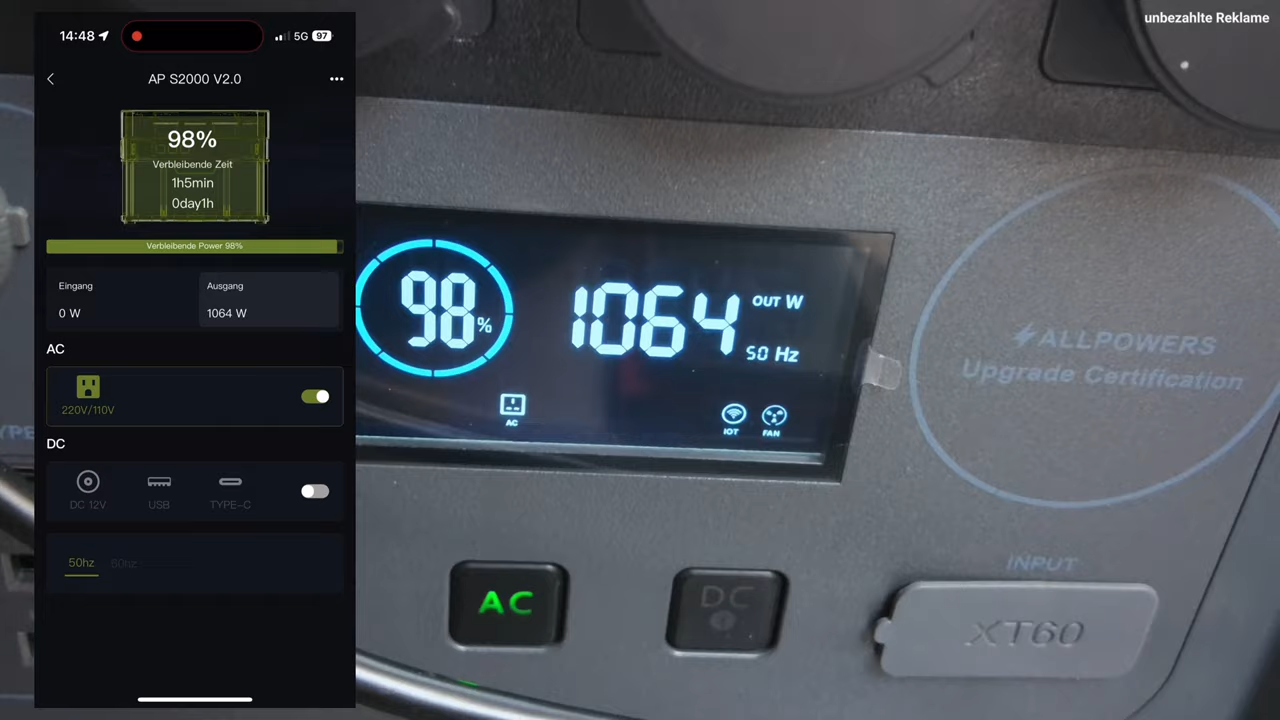 unbezahlte Reklame
14:48
5G 97
AP S2000 V2.0
98%
Verbleibende Zeit
1h5min
0day1h
Verbleibende Power 98%
Eingang
Ausgang
0 W
1064 W
AC
220V/110V
DC
DC 12V
USB
TYPE-C
50hz
98%
1064 OUT W
50 Hz
AC
IOT
FAN
ALLPOWERS
Upgrade Certification
AC
DC
INPUT
XT60